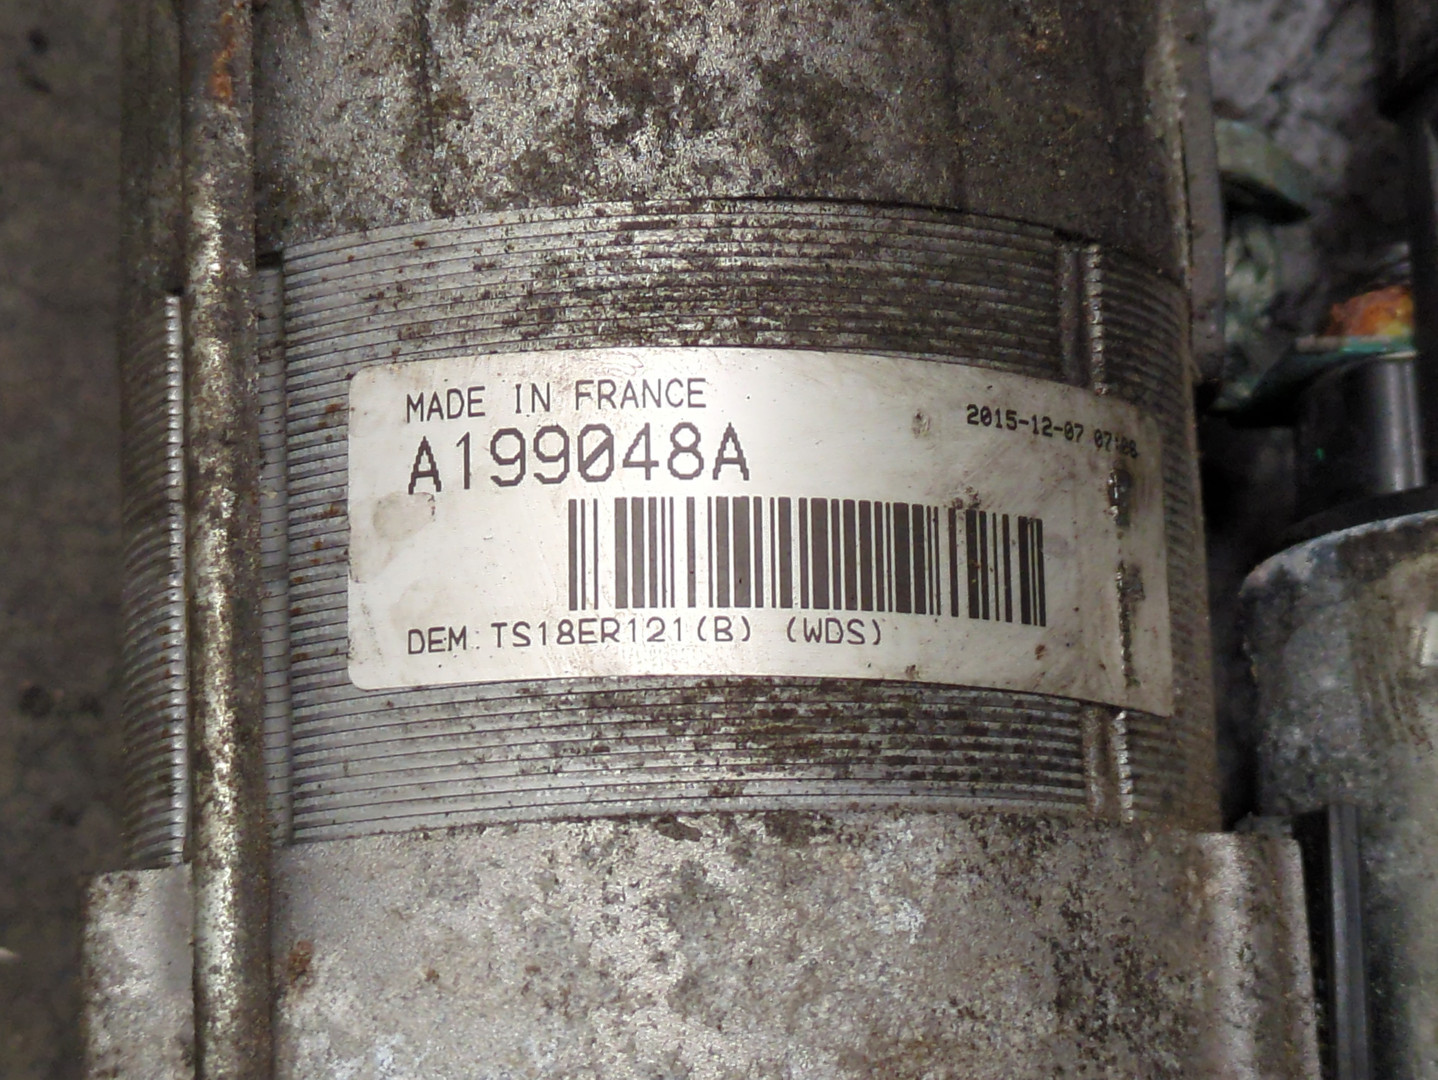 MADE IN FRANCE
2015-12-07
A199048A
DEM TS18ER121(B) (WDS)